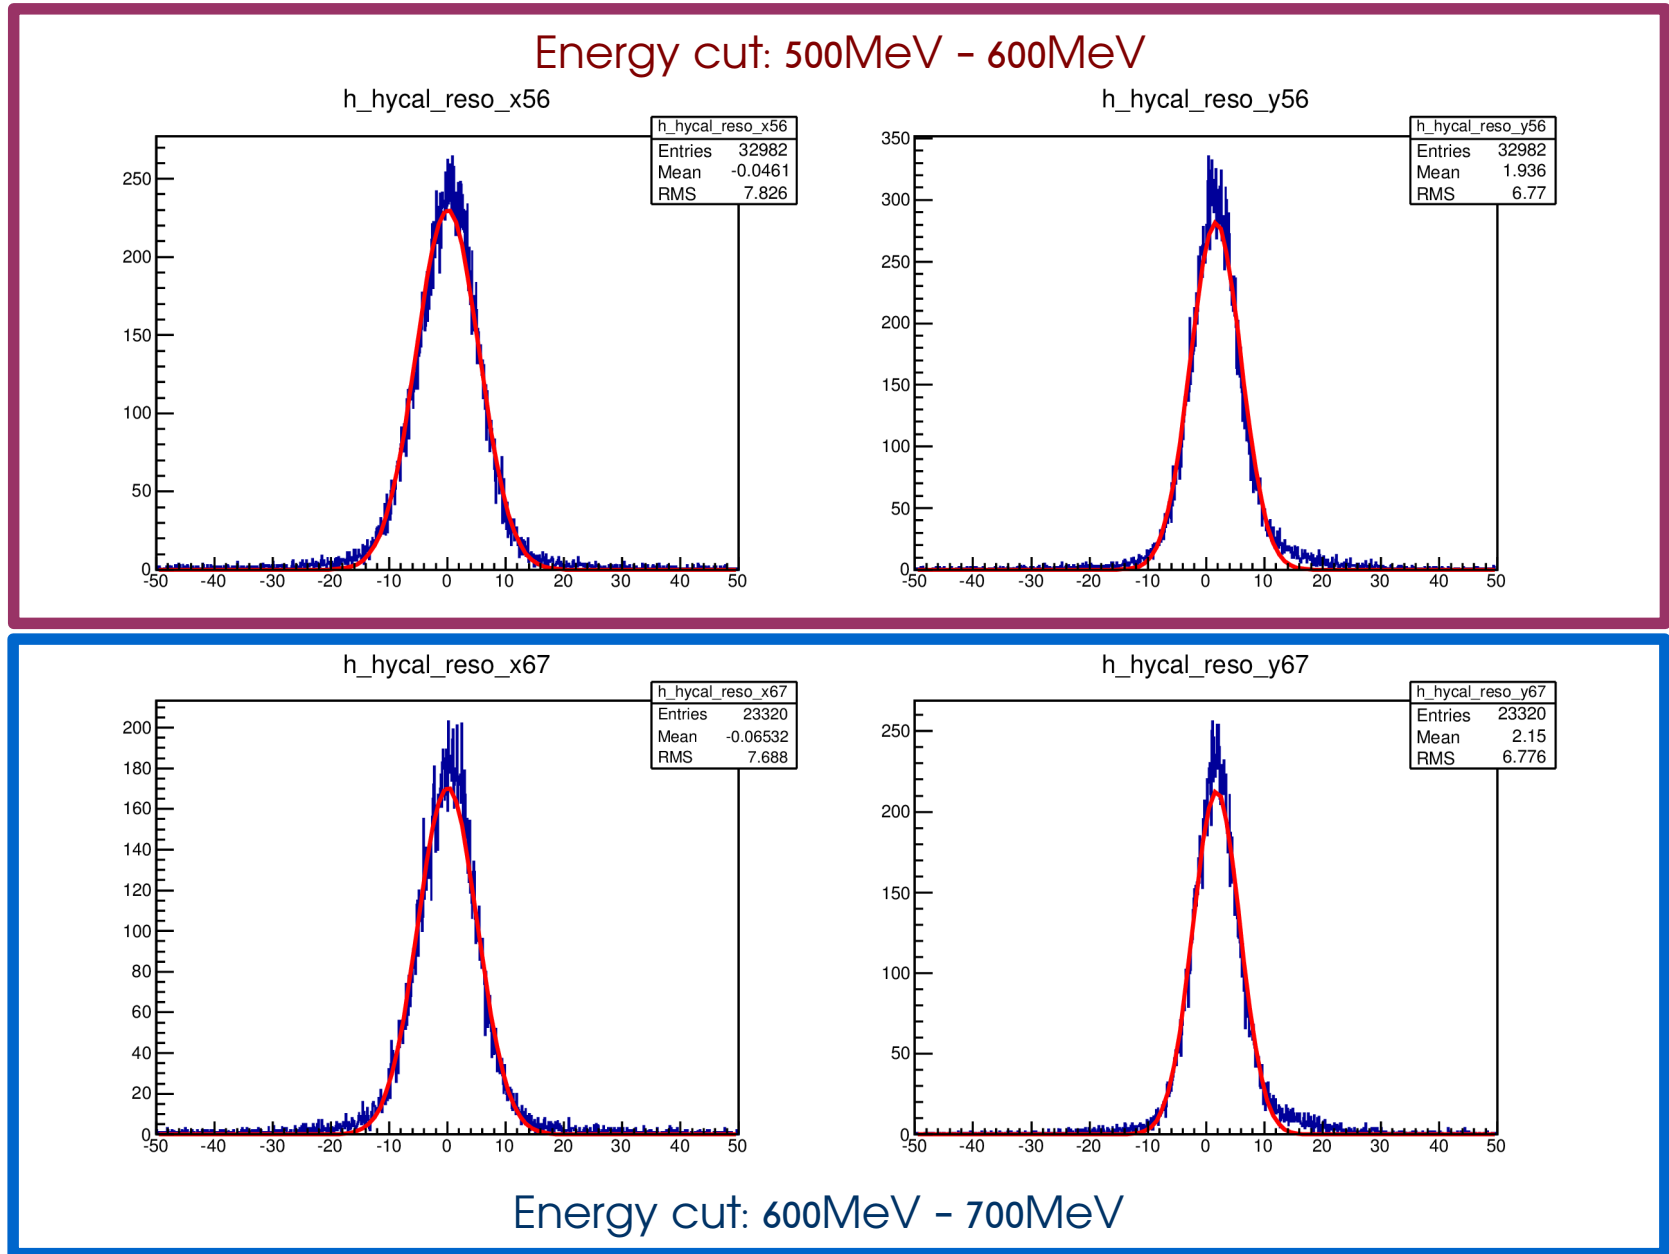 Energy cut: 500MeV - 600MeV
h_hycal_reso_x56
h_hycal_reso_x56
Entries 32982
Mean -0.0461
RMS 7.826
250
200
150
100
50
0
-50 -40 -30 -20 -10 0 10 20 30 40 50
h_hycal_reso_y56
h_hycal_reso_y56
Entries 32982
Mean 1.936
RMS 6.77
350
300
250
200
150
100
50
0
-50 -40 -30 -20 -10 0 10 20 30 40 50
h_hycal_reso_x67
h_hycal_reso_x67
Entries 23320
Mean -0.06532
RMS 7.688
200
180
160
140
120
100
80
60
40
20
0
-50 -40 -30 -20 -10 0 10 20 30 40 50
h_hycal_reso_y67
h_hycal_reso_y67
Entries 23320
Mean 2.15
RMS 6.776
250
200
150
100
50
0
-50 -40 -30 -20 -10 0 10 20 30 40 50
Energy cut: 600MeV - 700MeV